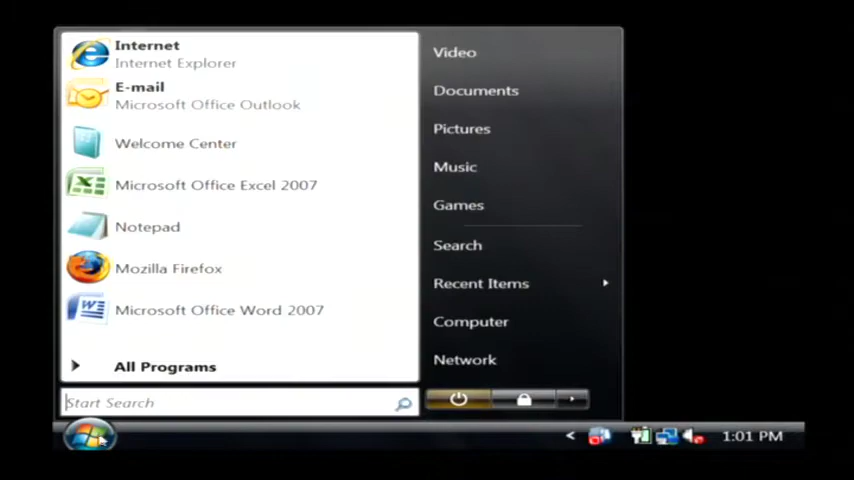 Internet
Internet Explorer
E-mail
Microsoft Office Outlook
Welcome Center
Microsoft Office Excel 2007
Notepad
Mozilla Firefox
Microsoft Office Word 2007
All Programs
Start Search
Video
Documents
Pictures
Music
Games
Search
Recent Items
Computer
Network
1:01 PM